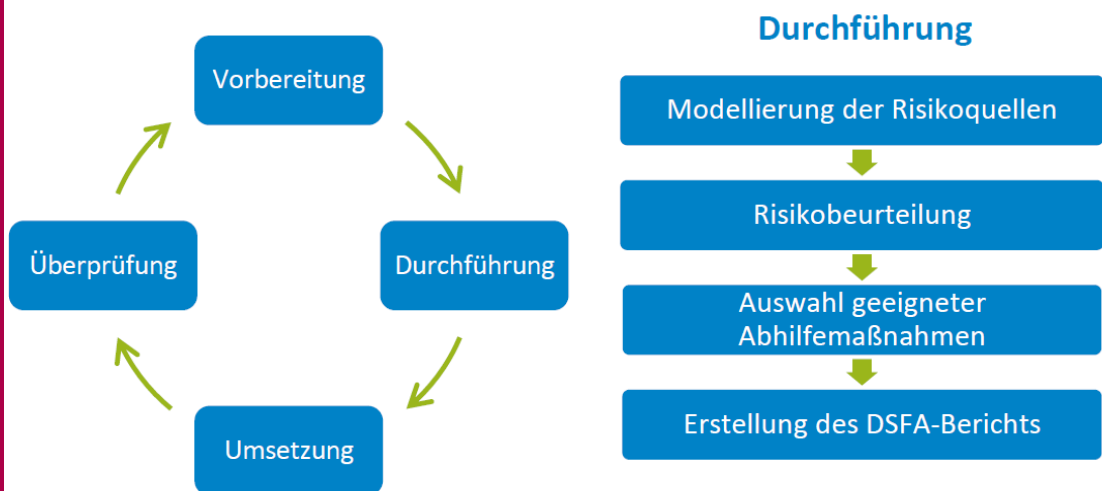 Vorbereitung
Durchführung
Umsetzung
Überprüfung
Durchführung
Modellierung der Risikoquellen
Risikobeurteilung
Auswahl geeigneter
Abhilfemaßnahmen
Erstellung des DSFA-Berichts